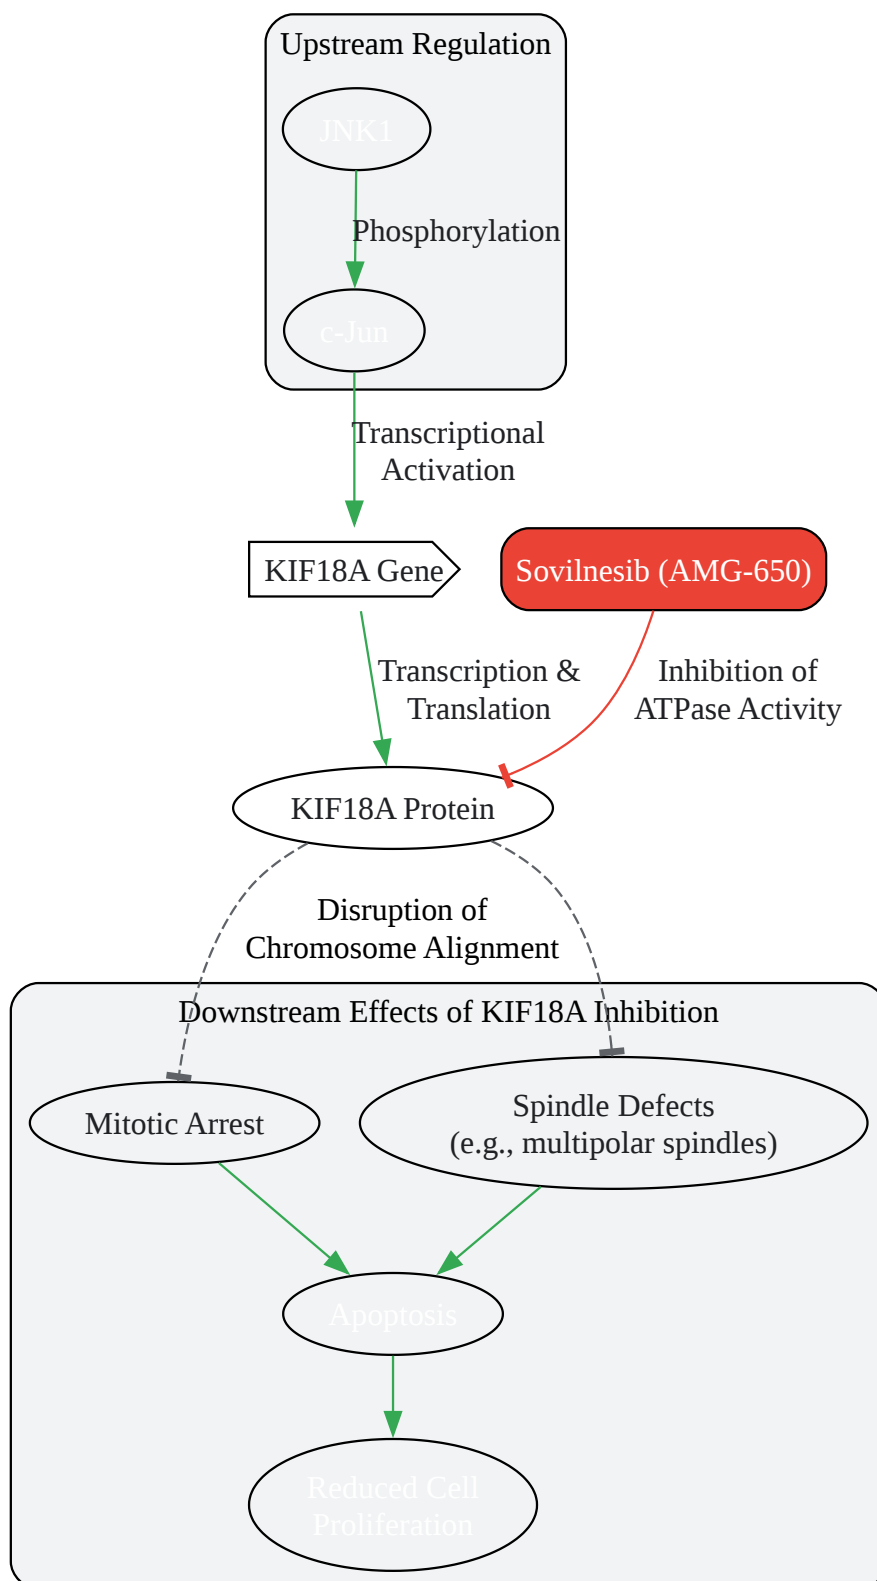 Upstream Regulation
JNK1
Phosphorylation
c-Jun
Transcriptional
Activation
KIF18A Gene
Sovilnesib (AMG-650)
Transcription &
Translation
Inhibition of
ATPase Activity
KIF18A Protein
Disruption of
Chromosome Alignment
Downstream Effects of KIF18A Inhibition
Mitotic Arrest
Spindle Defects
(e.g., multipolar spindles)
Apoptosis
Reduced Cell
Proliferation